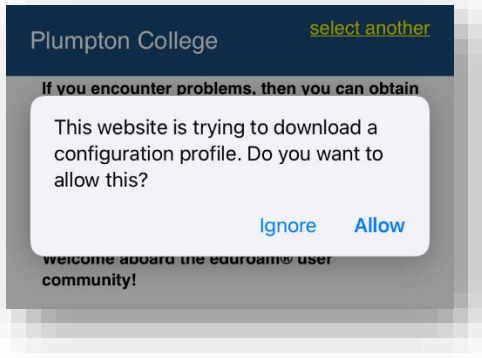 select another
Plumpton College
If you encounter problems, then you can obtain
This website is trying to download a
configuration profile. Do you want to
allow this?
Ignore Allow
Welcome aboard the eduroam® user
community!